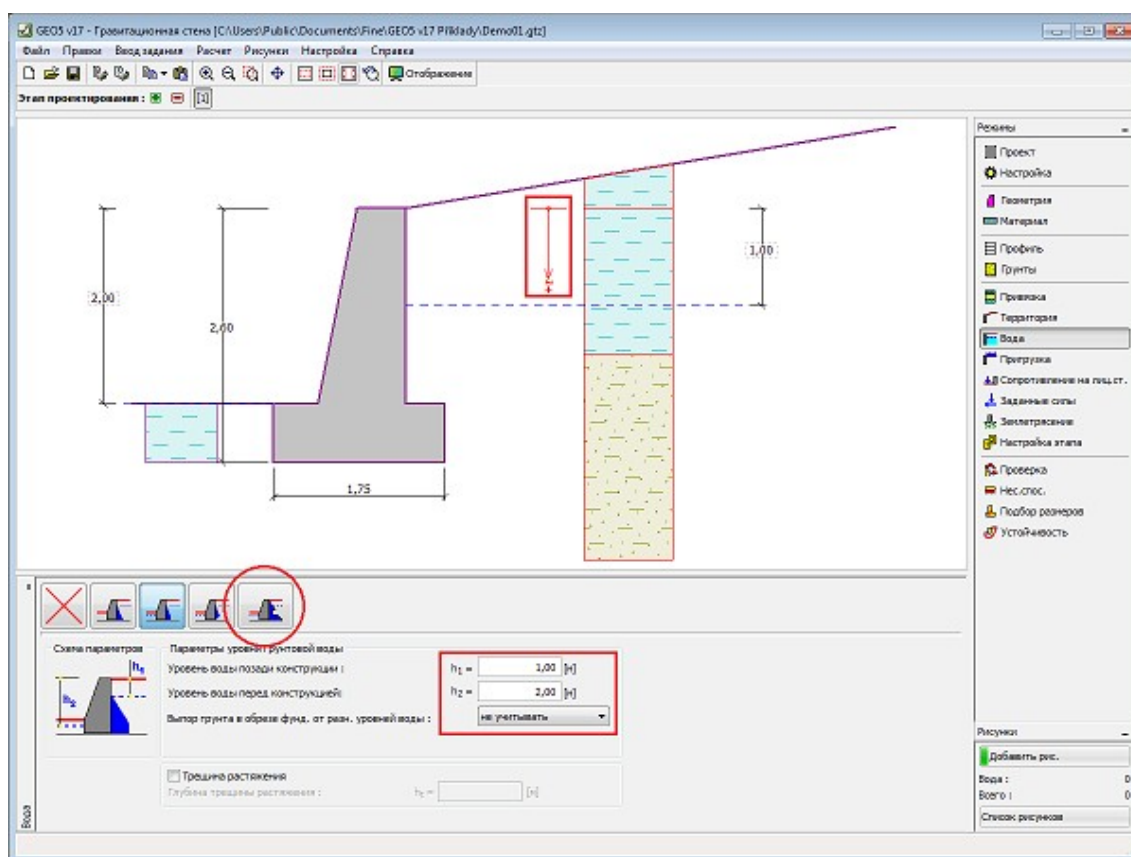 GEO5 v17 - Гравитационная стена [C:\Users\Public\Documents\Fine\GEO5 v17 Příklady\Demo01.gtz]
Файл Правки Ввод задания Расчет Рисунки Настройка Справка
Отображение
Этап проектирования : [1]
Режимы
Проект
Настройка
Геометрия
Материал
Профиль
Грунты
Привязка
Территория
Вода
Пригрузка
Сопротивление на лиц.ст.
Заданные силы
Землетрясение
Настройка этапа
Проверка
Нес.спос.
Подбор размеров
Устойчивость
1,00
2,00
1,75
+z
Схема параметров
h1
h2
Параметры уровня грунтовой воды
Уровень воды позади конструкции : h1 = 1,00 [м]
Уровень воды перед конструкцией: h2 = 2,00 [м]
Выпор грунта в обрезе фунд. от разн. уровней воды : не учитывать
Трещина растяжения
Глубина трещины растяжения : ht = [м]
Вода
Рисунки
Добавить рис.
Вода : 0
Всего : 0
Список рисунков